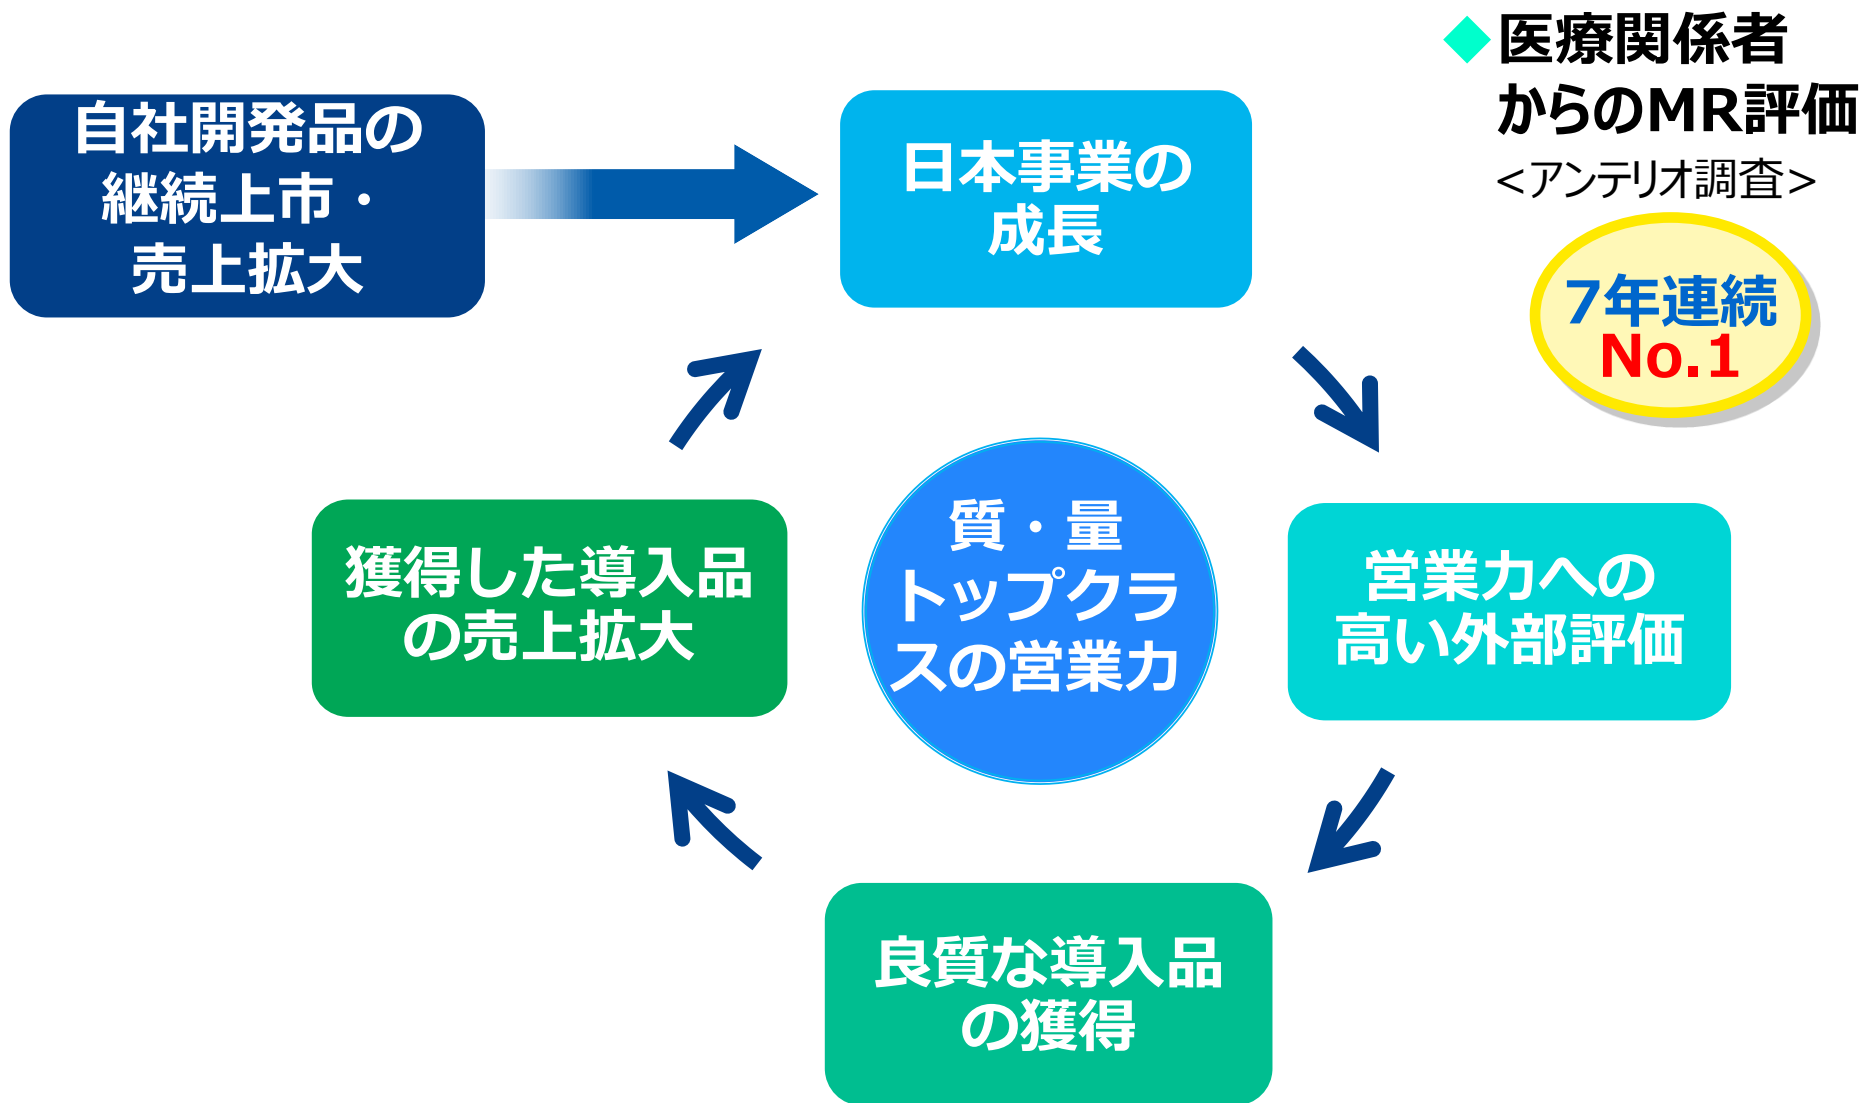 自社開発品の
継続上市・
売上拡大
日本事業の
成長
◆医療関係者
からのMR評価
<アンテリオ調査>
7年連続
No.1
獲得した導入品
の売上拡大
質・量
トップクラ
スの営業力
営業力への
高い外部評価
良質な導入品
の獲得